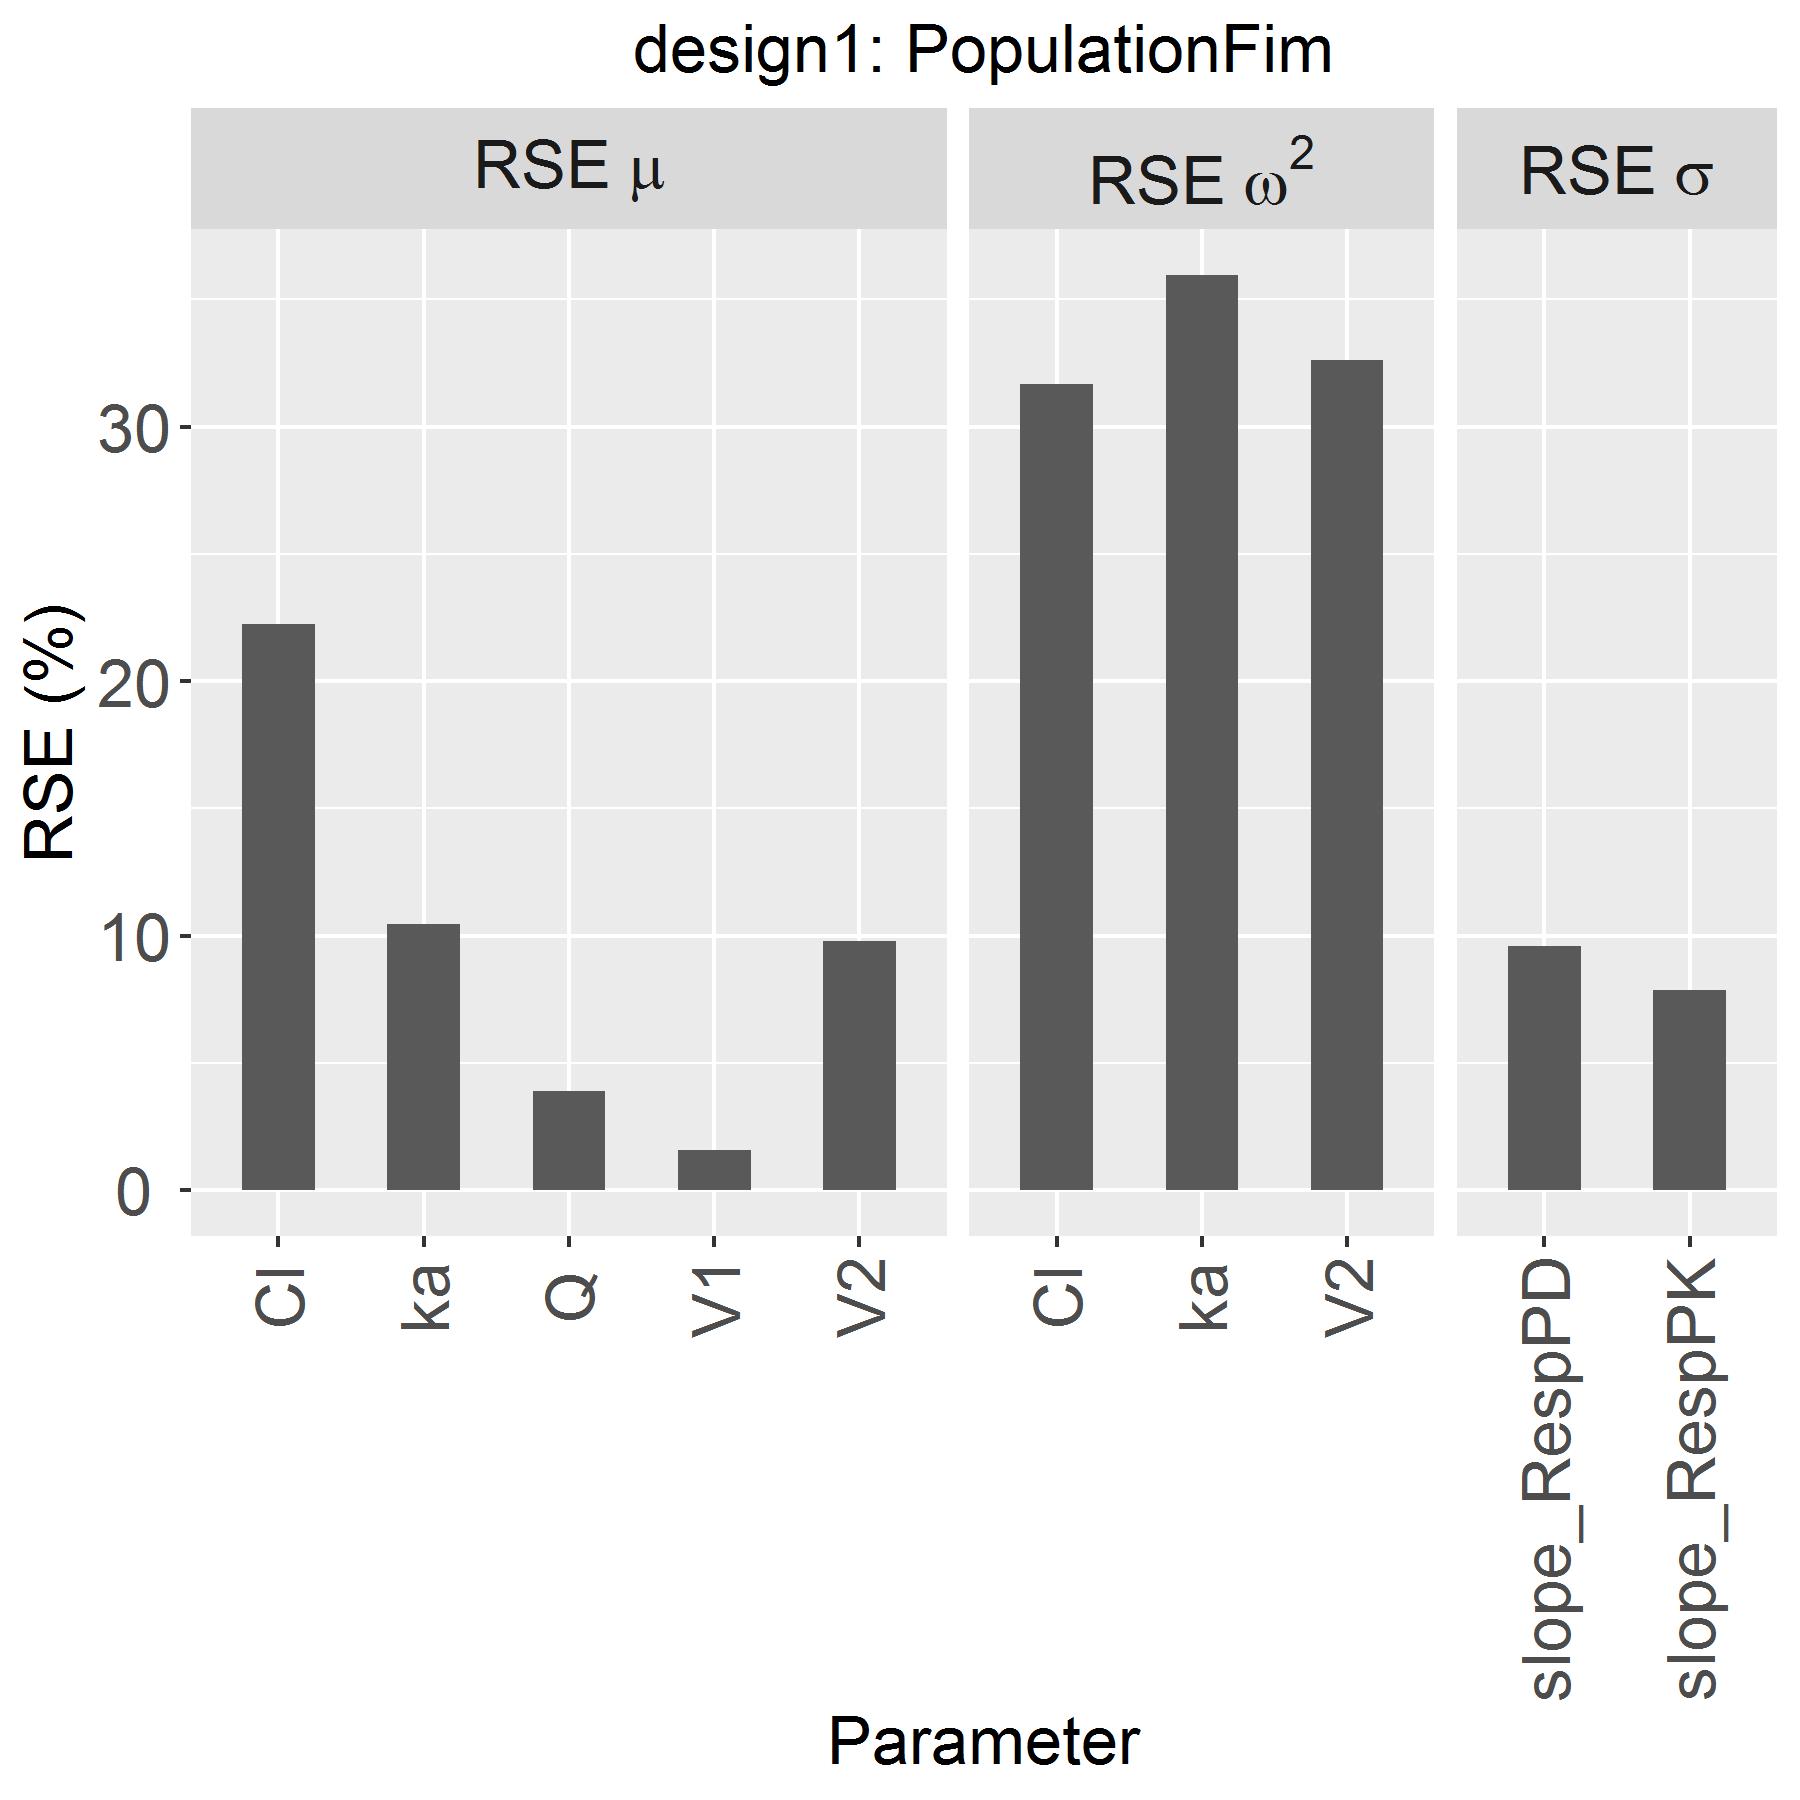 design1: PopulationFim
RSE μ
RSE ω²
RSE σ
RSE (%)
30
20
10
0
Cl
ka
Q
V1
V2
Cl
ka
V2
slope_RespPD
slope_RespPK
Parameter